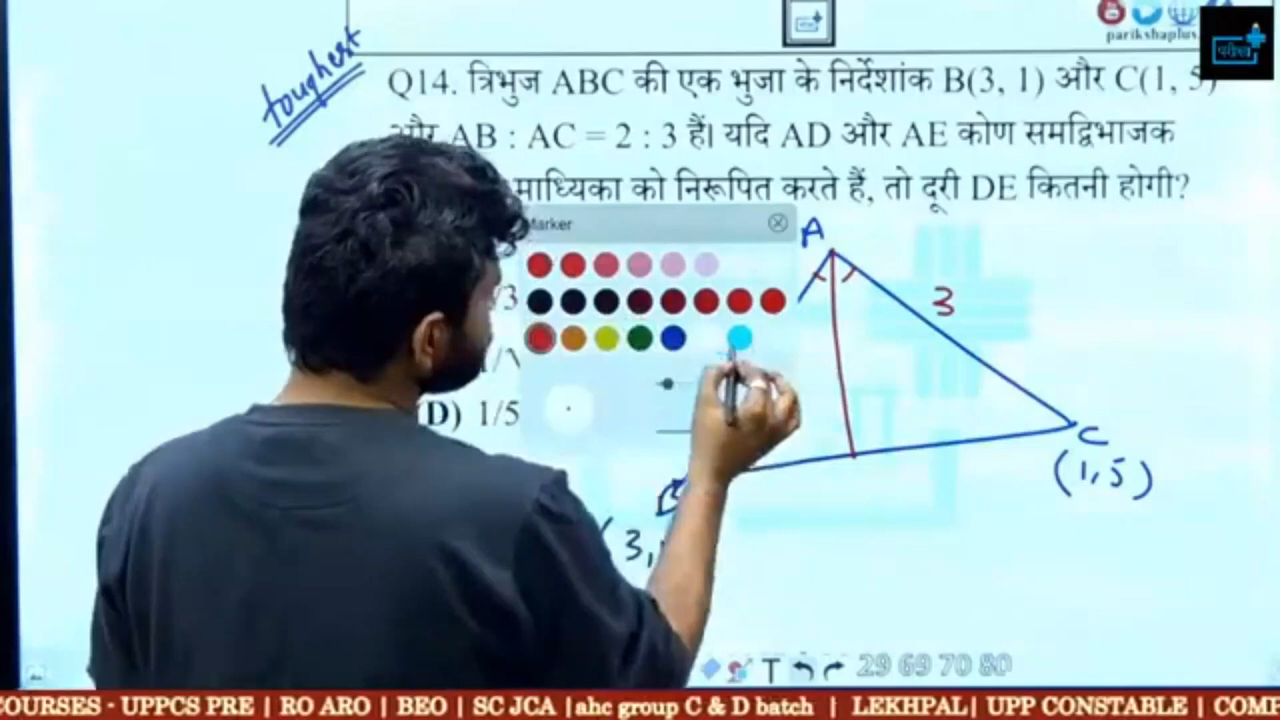 parikshaplus.
परीक्षा
toughest
Q14. त्रिभुज ABC की एक भुजा के निर्देशांक B(3, 1) और C(1, 5)
और AB : AC = 2 : 3 हैं। यदि AD और AE कोण समद्विभाजक
माध्यिका को निरूपित करते हैं, तो दूरी DE कितनी होगी?
Marker
A
3
C
(1,5)
(3,
(D) 1/5
T 29 69 70 80
COURSES - UPPCS PRE | RO ARO | BEO | SC JCA |ahc group C & D batch | LEKHPAL| UPP CONSTABLE |